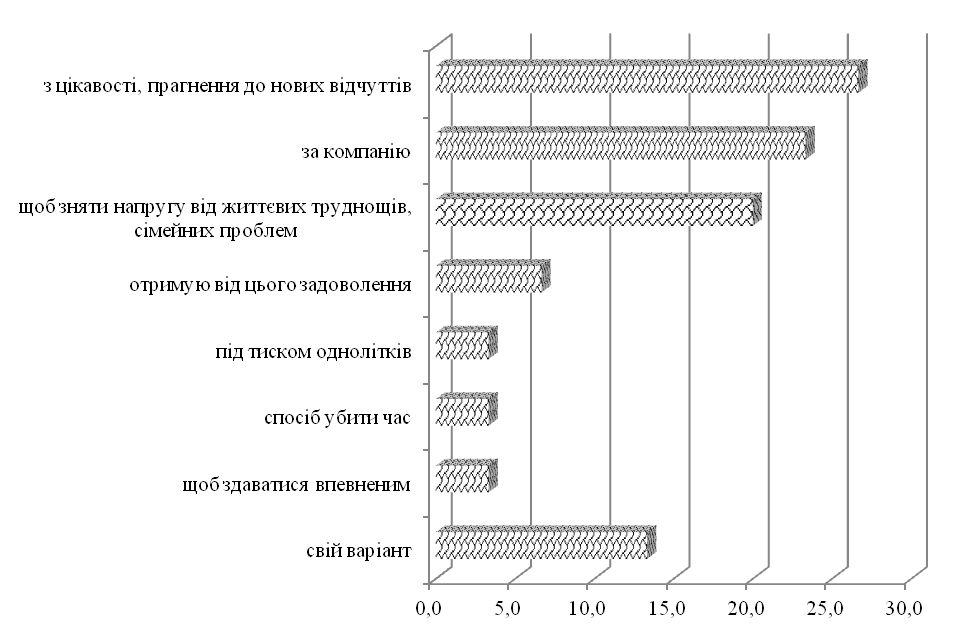 з цікавості, прагнення до нових відчуттів
за компанію
щоб зняти напругу від життєвих труднощів,
сімейних проблем
отримую від цього задоволення
під тиском однолітків
спосіб убити час
щоб здаватися впевненим
свій варіант
0,0 5,0 10,0 15,0 20,0 25,0 30,0